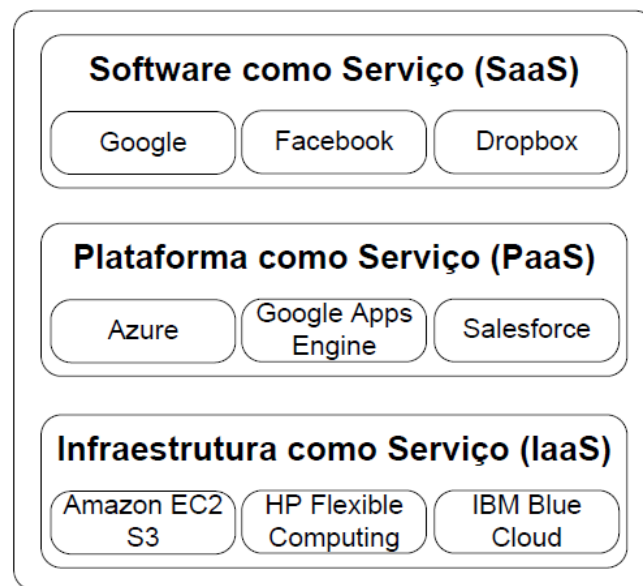 Software como Serviço (SaaS)
Google
Facebook
Dropbox
Plataforma como Serviço (PaaS)
Azure
Google Apps
Engine
Salesforce
Infraestrutura como Serviço (IaaS)
Amazon EC2
S3
HP Flexible
Computing
IBM Blue
Cloud